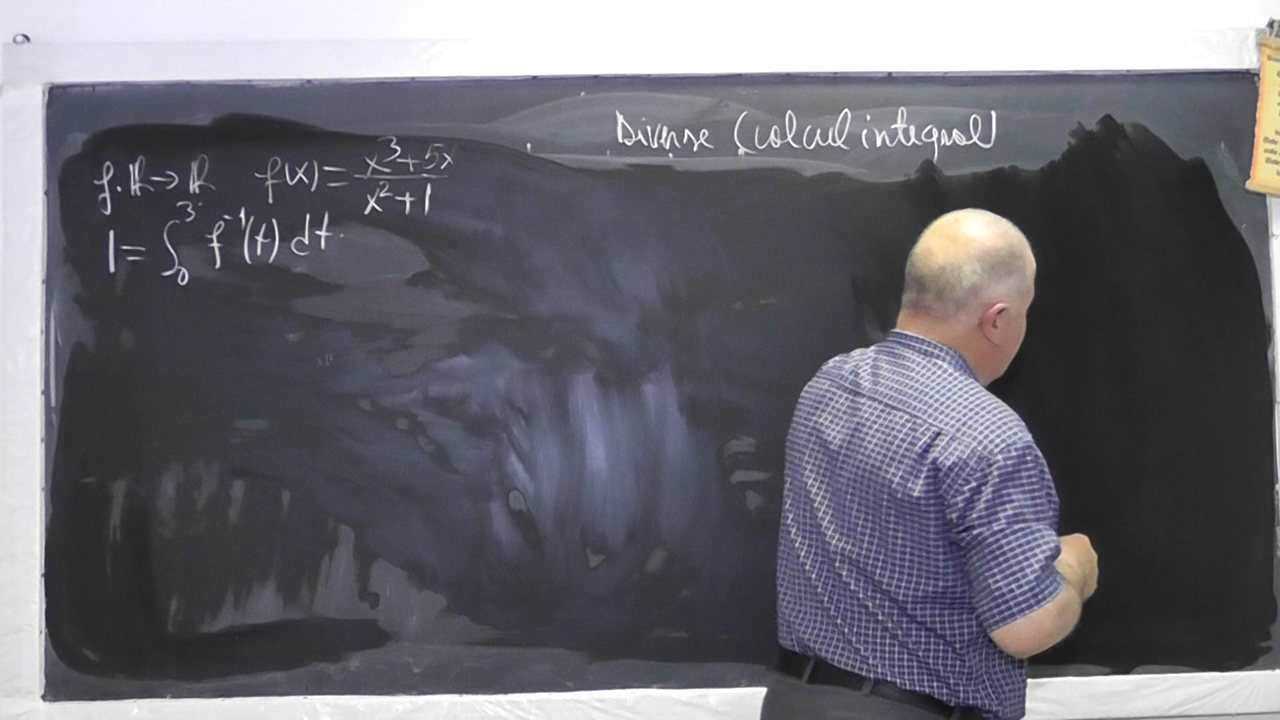 Diverse (calcul integral)
f: ℝ → ℝ f(x) = (x³+5x)/(x²+1)
I = ∫₀³ f⁻¹(t) dt.